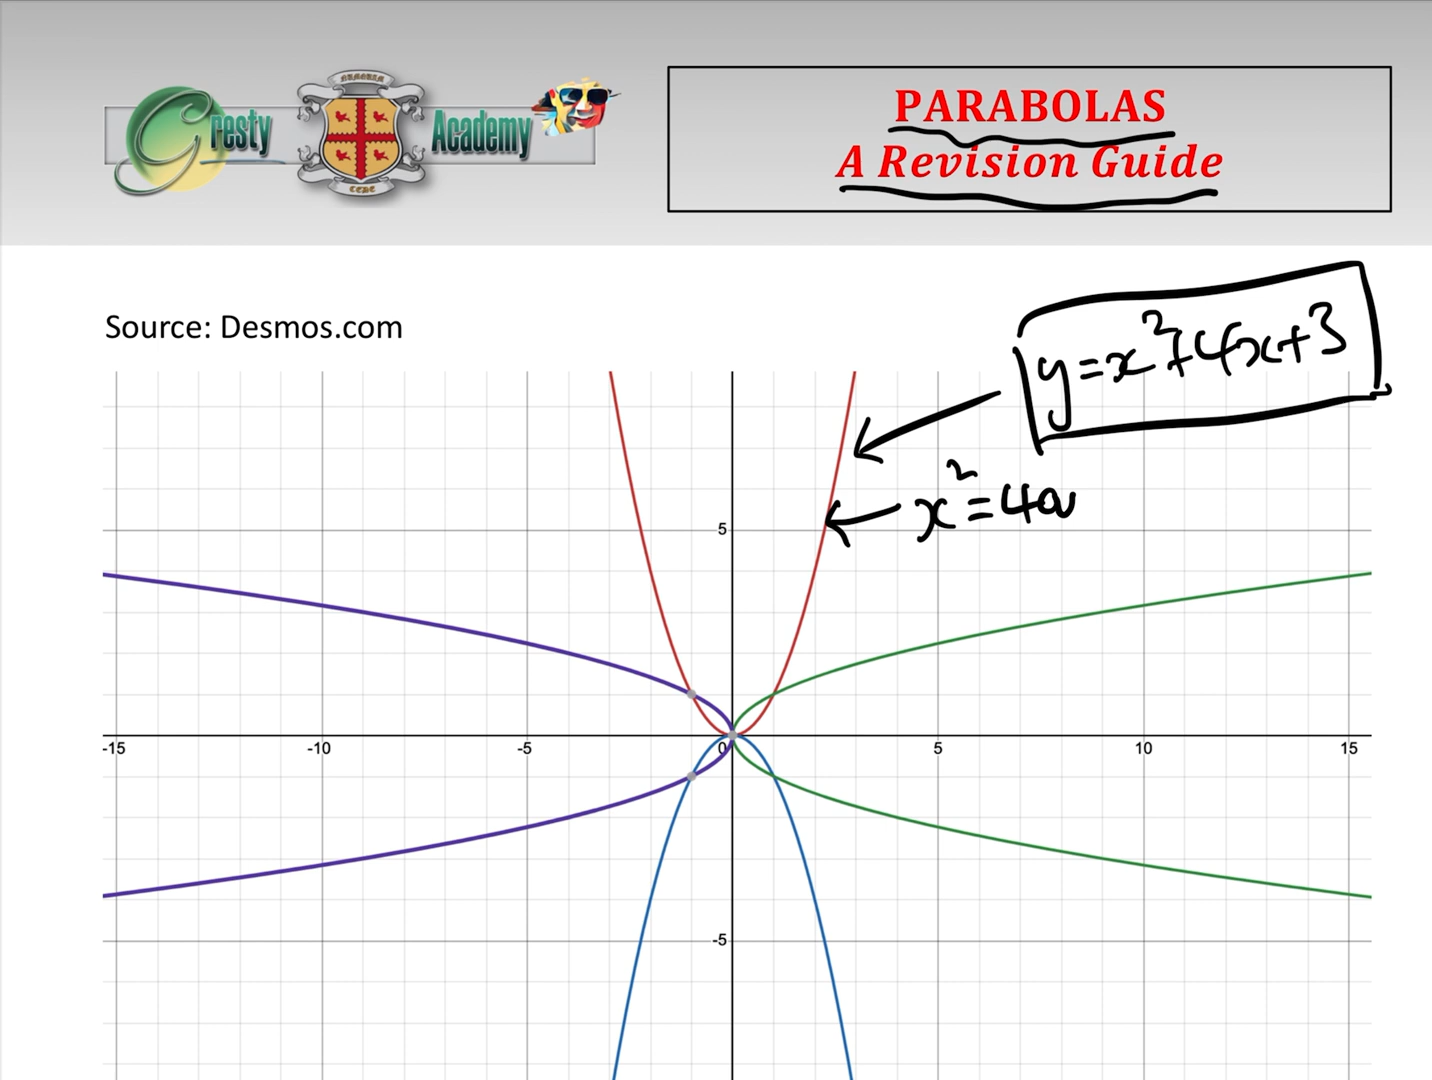 Gresty Academy
PARABOLAS
A Revision Guide
Source: Desmos.com
y=x²+4x+3
x²=4a
5
-15 -10 -5 0 5 10 15
-5